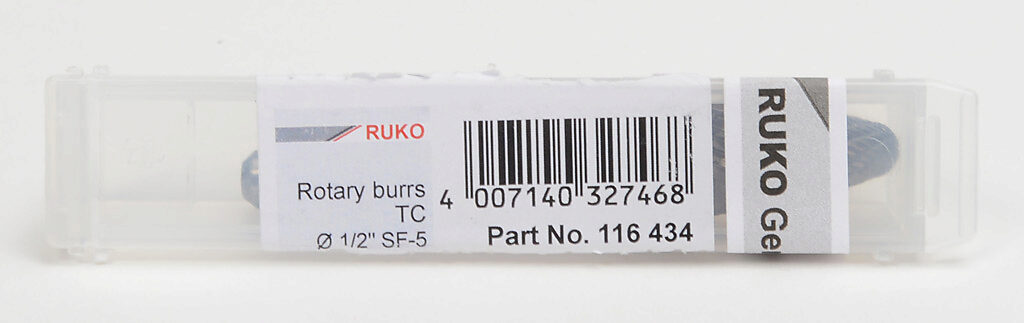 RUKO
Rotary burrs
TC
Ø 1/2" SF-5
4 007140 327468
Part No. 116 434
RUKO Ge